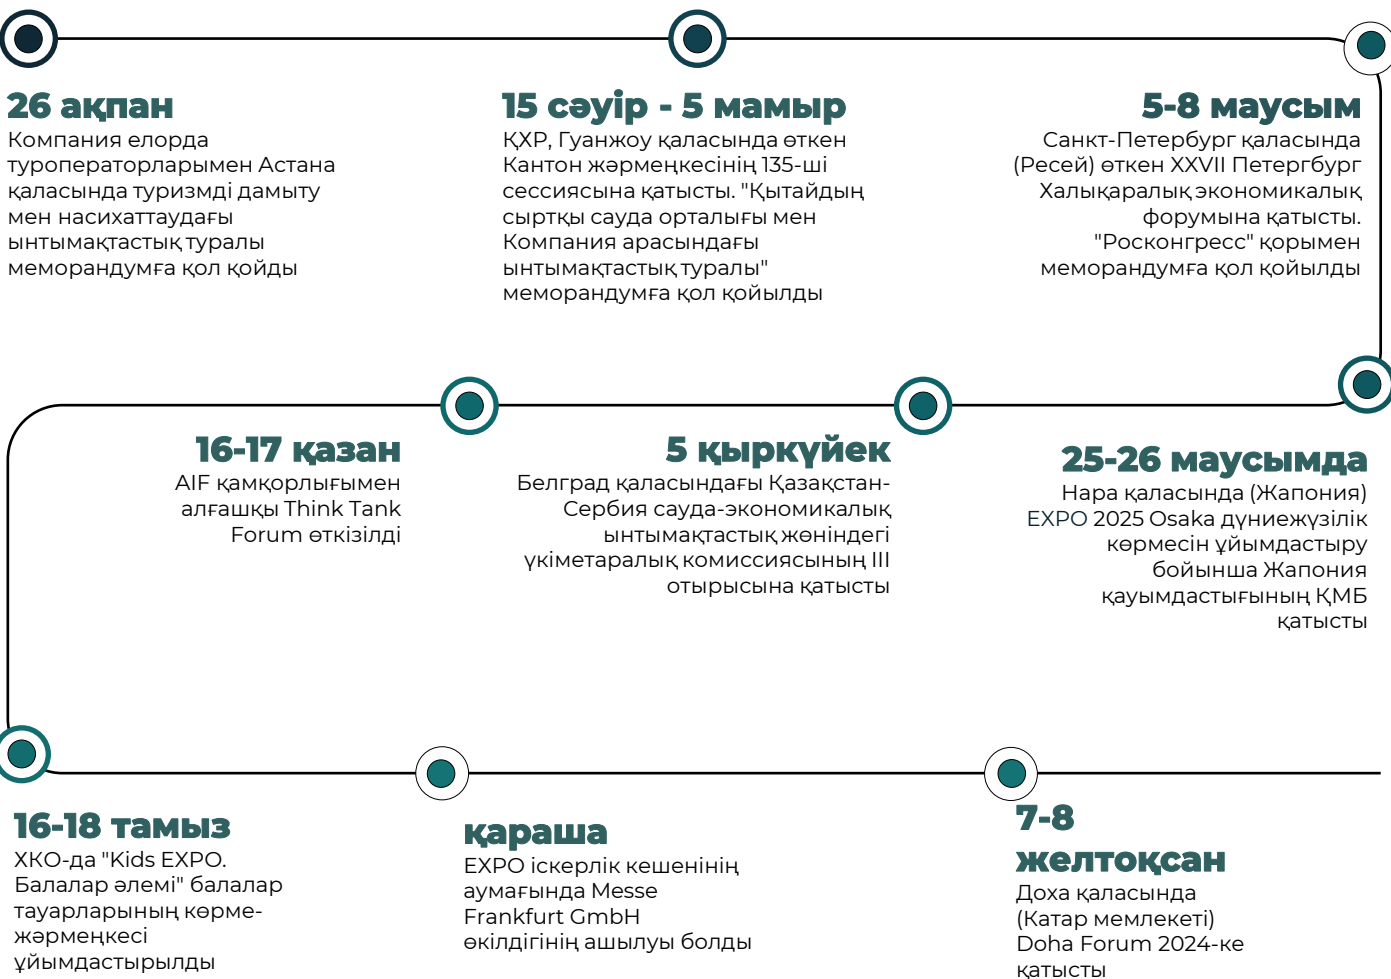 26 ақпан
Компания елорда
туроператорларымен Астана
қаласында туризмді дамыту
мен насихаттаудағы
ынтымақтастық туралы
меморандумға қол қойды
15 сәуір - 5 мамыр
ҚХР, Гуанжоу қаласында өткен
Кантон жәрмеңкесінің 135-ші
сессиясына қатысты. "Қытайдың
сыртқы сауда орталығы мен
Компания арасындағы
ынтымақтастық туралы"
меморандумға қол қойылды
5-8 маусым
Санкт-Петербург қаласында
(Ресей) өткен XXVII Петергбург
Халықаралық экономикалық
форумына қатысты.
"Росконгресс" қорымен
меморандумға қол қойылды
25-26 маусымда
Нара қаласында (Жапония)
EXPO 2025 Osaka дүниежүзілік
көрмесін ұйымдастыру
бойынша Жапония
қауымдастығының ҚМБ
қатысты
5 қыркүйек
Белград қаласындағы Қазақстан-
Сербия сауда-экономикалық
ынтымақтастық жөніндегі
үкіметаралық комиссиясының III
отырысына қатысты
16-17 қазан
AIF қамқорлығымен
алғашқы Think Tank
Forum өткізілді
16-18 тамыз
ХКО-да "Kids EXPO.
Балалар әлемі" балалар
тауарларының көрме-
жәрмеңкесі
ұйымдастырылды
қараша
EXPO іскерлік кешенінің
аумағында Messe
Frankfurt GmbH
өкілдігінің ашылуы болды
7-8
желтоқсан
Доха қаласында
(Катар мемлекеті)
Doha Forum 2024-ке
қатысты